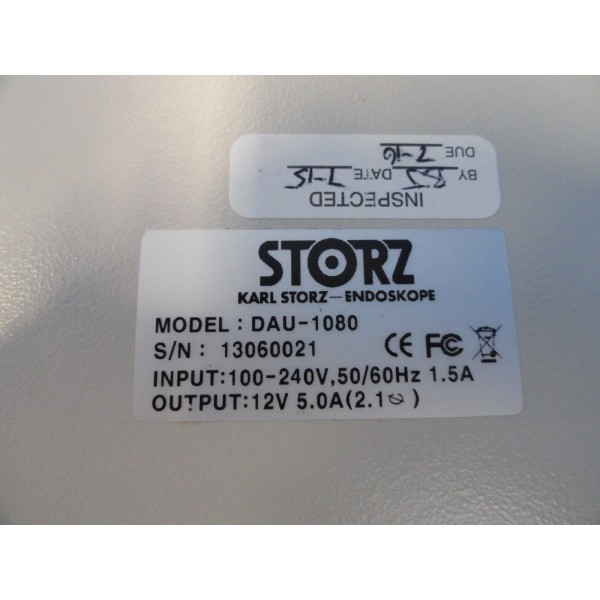 INSPECTED
BY DATE 7-15
DUE 7-16
STORZ
KARL STORZ—ENDOSKOPE
MODEL : DAU-1080
S/N : 13060021
CE FC
INPUT:100-240V,50/60Hz 1.5A
OUTPUT:12V 5.0A(2.1⦰ )